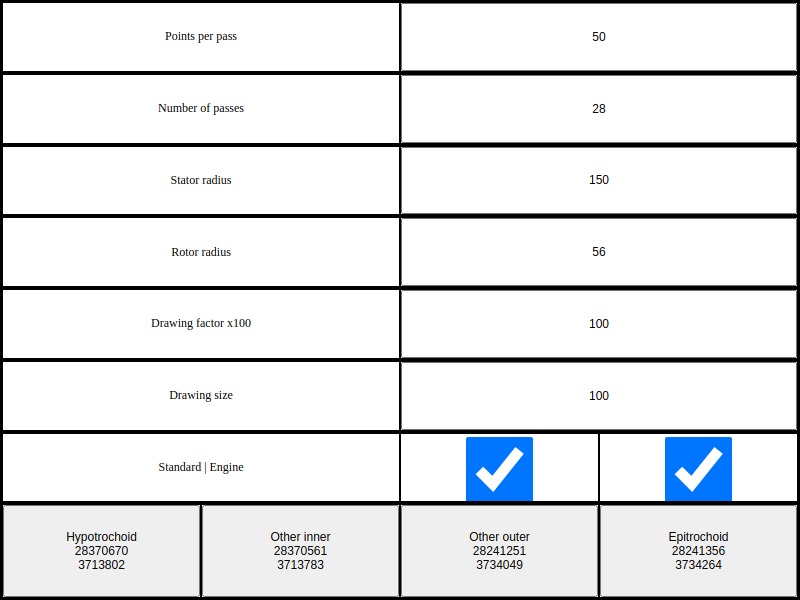 Points per pass
50
Number of passes
28
Stator radius
150
Rotor radius
56
Drawing factor x100
100
Drawing size
100
Standard | Engine
Hypotrochoid
28370670
3713802
Other inner
28370561
3713783
Other outer
28241251
3734049
Epitrochoid
28241356
3734264